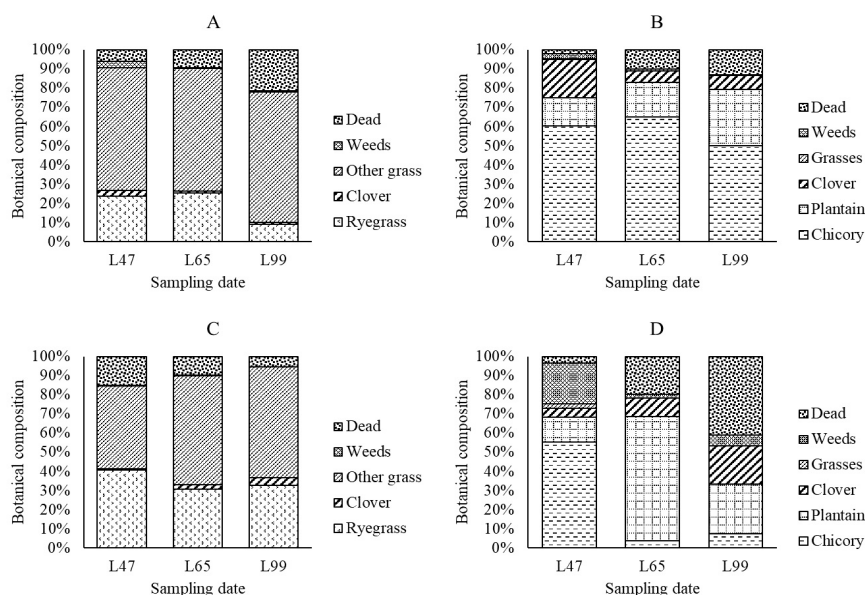 A
100%
90%
80%
70%
60%
50%
40%
30%
20%
10%
0%
Botanical composition
L47 L65 L99
Sampling date
Dead
Weeds
Other grass
Clover
Ryegrass
B
100%
90%
80%
70%
60%
50%
40%
30%
20%
10%
0%
Botanical composition
L47 L65 L99
Sampling date
Dead
Weeds
Grasses
Clover
Plantain
Chicory
C
100%
90%
80%
70%
60%
50%
40%
30%
20%
10%
0%
Botanical composition
L47 L65 L99
Sampling date
Dead
Weeds
Other grass
Clover
Ryegrass
D
100%
90%
80%
70%
60%
50%
40%
30%
20%
10%
0%
Botanical composition
L47 L65 L99
Sampling date
Dead
Weeds
Grasses
Clover
Plantain
Chicory